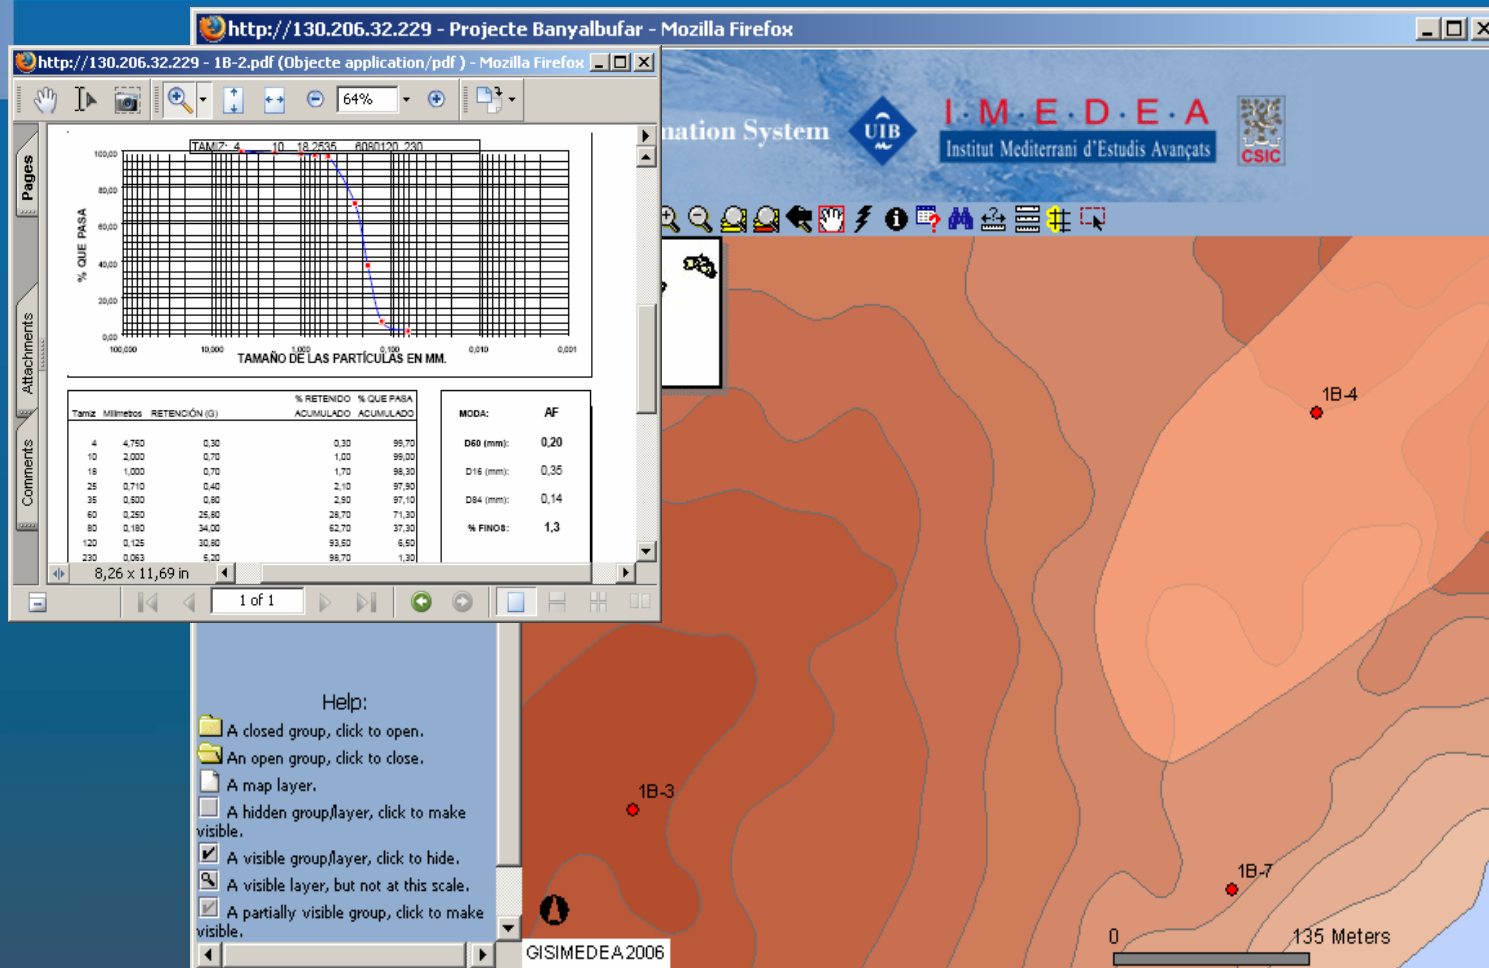 http://130.206.32.229 - Projecte Banyalbufar - Mozilla Firefox
http://130.206.32.229 - 1B-2.pdf (Objecte application/pdf ) - Mozilla Firefox
64%
mation System
UIB
I·M·E·D·E·A
Institut Mediterrani d'Estudis Avançats
CSIC
Pages
Attachments
Comments
TAMIZ: 4 10 18 2535 6080120 230
% QUE PASA
100,00
80,00
60,00
40,00
20,00
0,00
100,000 10,000 1,000 0,100 0,010 0,001
TAMAÑO DE LAS PARTÍCULAS EN MM.
% RETENIDO % QUE PASA
Tamiz Milimetros RETENCIÓN (G) ACUMULADO ACUMULADO
4 4,750 0,30 0,30 99,70
10 2,000 0,70 1,00 99,00
18 1,000 0,70 1,70 98,30
25 0,710 0,40 2,10 97,90
35 0,500 0,80 2,90 97,10
60 0,250 25,80 28,70 71,30
80 0,180 34,00 62,70 37,30
120 0,125 30,80 93,50 6,50
230 0,063 5,20 98,70 1,30
MODA: AF
D60 (mm): 0,20
D16 (mm): 0,35
D84 (mm): 0,14
% FINOS: 1,3
8,26 x 11,69 in
1 of 1
Help:
A closed group, click to open.
An open group, click to close.
A map layer.
A hidden group/layer, click to make
visible.
A visible group/layer, click to hide.
A visible layer, but not at this scale.
A partially visible group, click to make
visible.
1B-4
1B-3
1B-7
0 135 Meters
GISIMEDEA2006